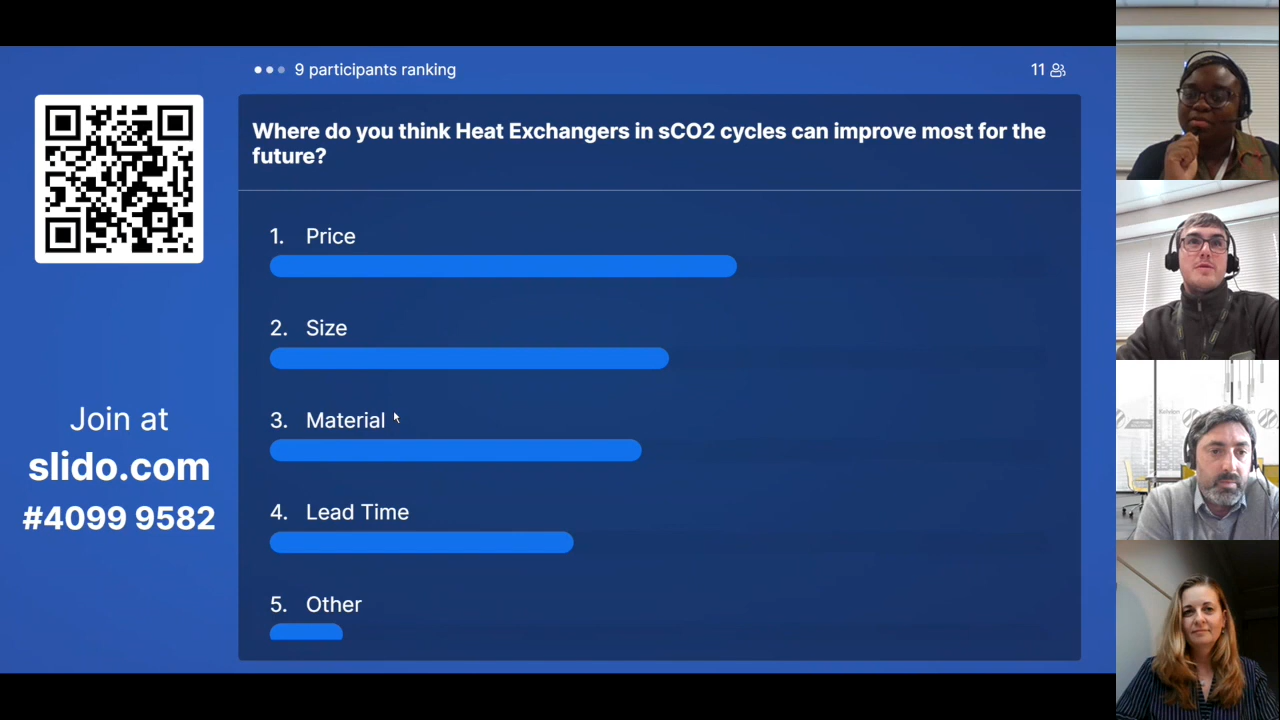 9 participants ranking
11
Where do you think Heat Exchangers in sCO2 cycles can improve most for the
future?
1. Price
2. Size
3. Material
4. Lead Time
5. Other
Join at
slido.com
#4099 9582